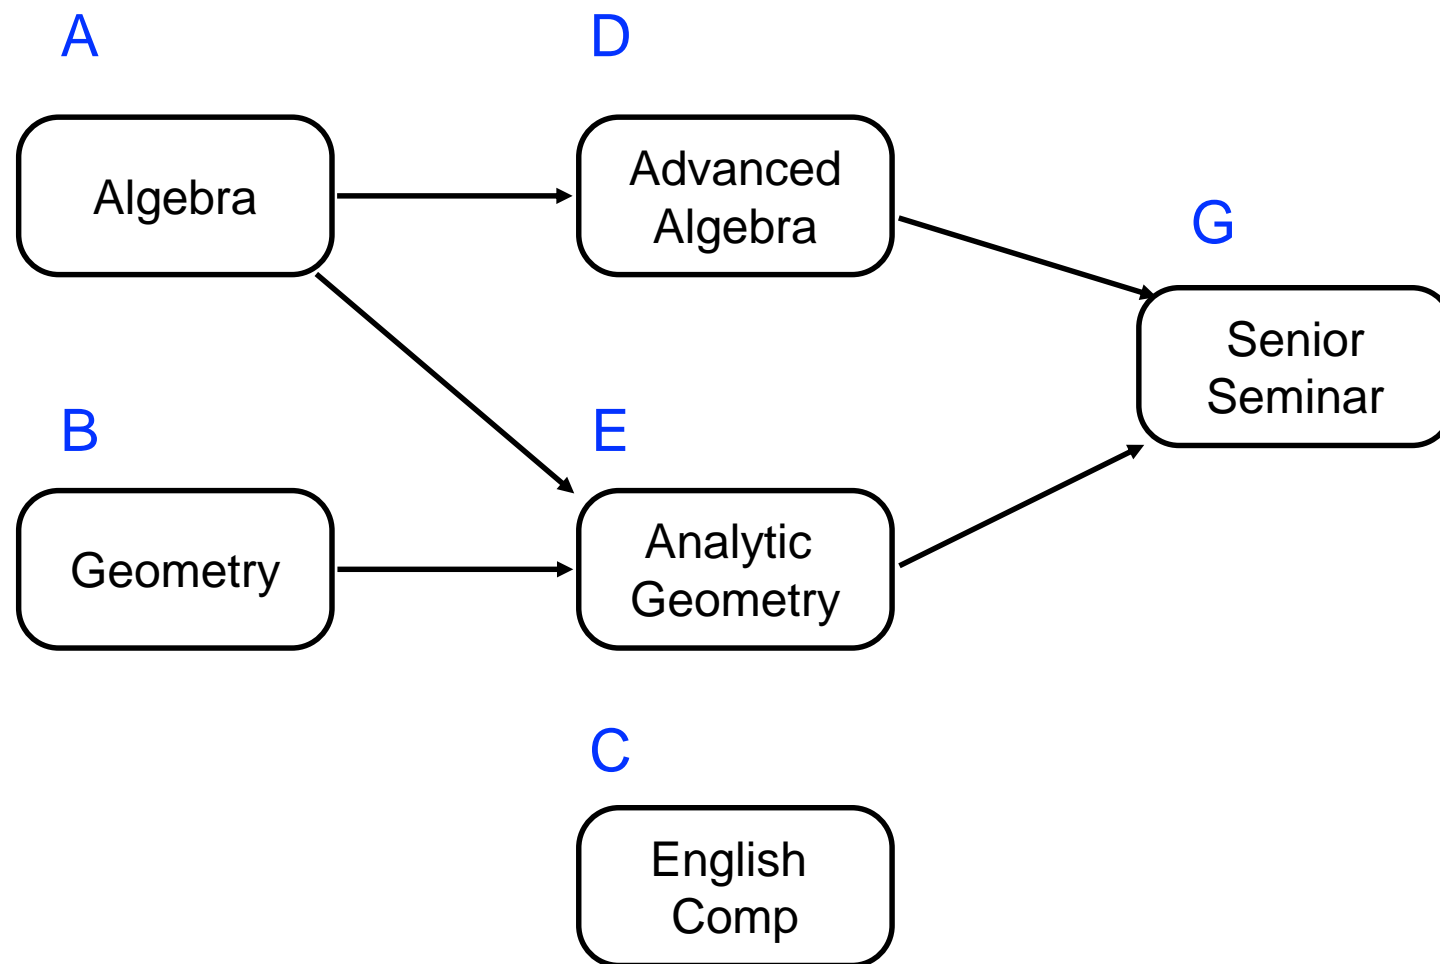 A
D
Algebra
Advanced
Algebra
G
Senior
Seminar
B
E
Geometry
Analytic
Geometry
C
English
Comp